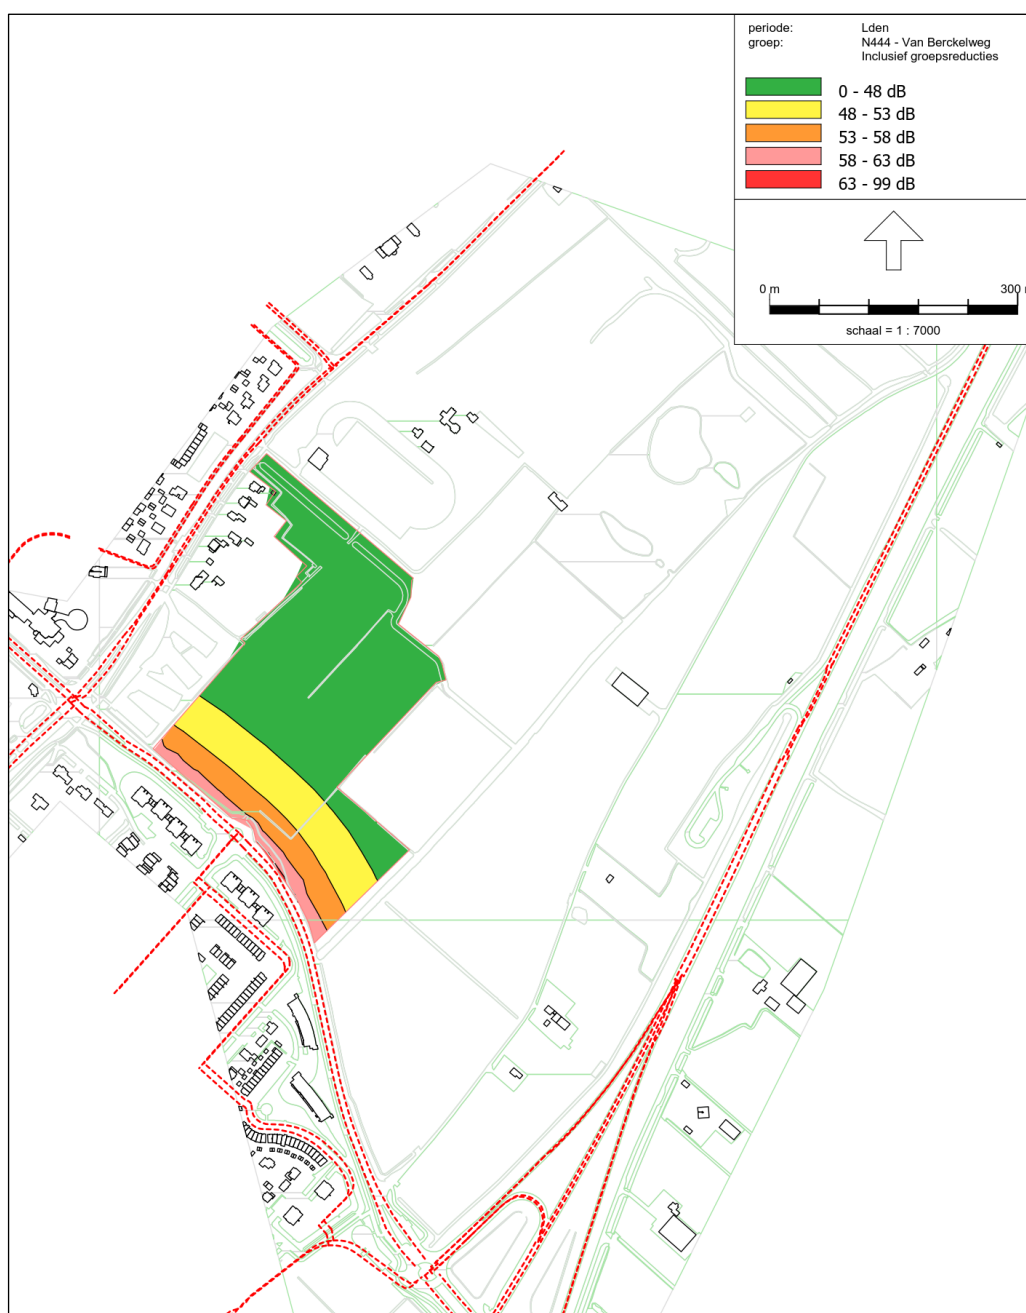 periode: Lden
groep: N444 - Van Berckelweg
Inclusief groepsreducties
0 - 48 dB
48 - 53 dB
53 - 58 dB
58 - 63 dB
63 - 99 dB
0 m 300
schaal = 1 : 7000